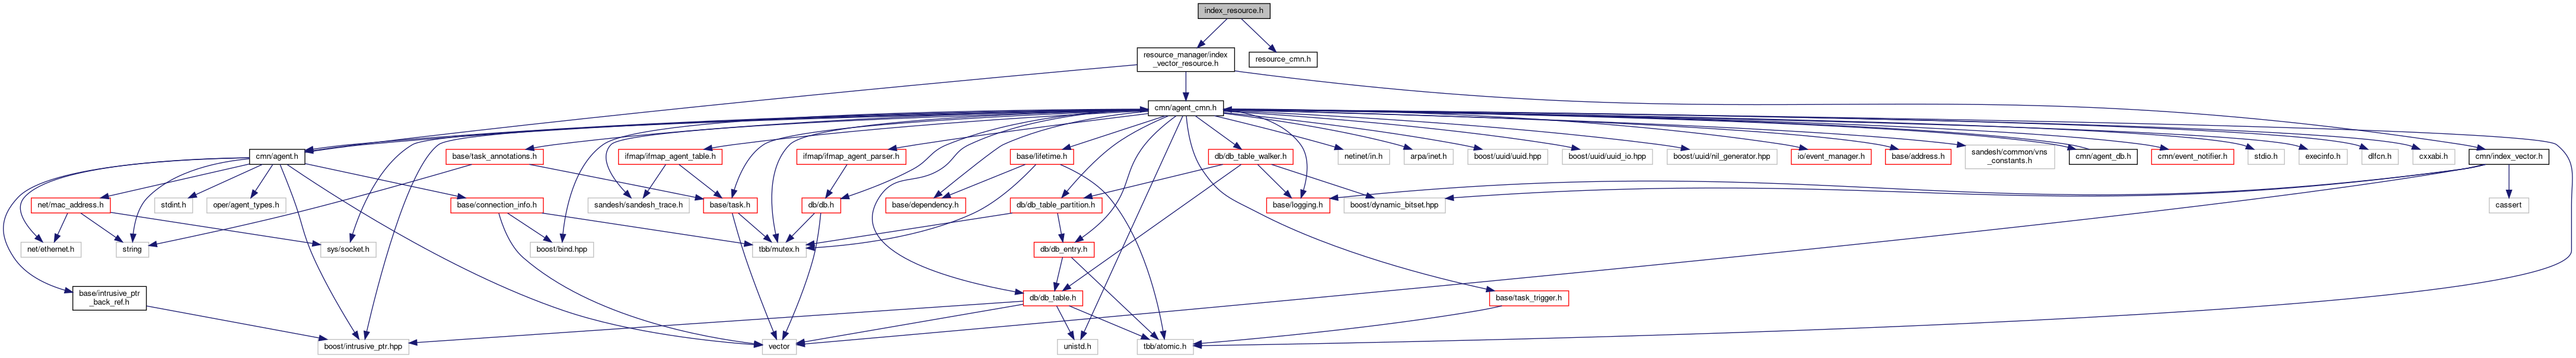 index_resource.h
resource_manager/index
_vector_resource.h
resource_cmn.h
cmn/agent_cmn.h
cmn/agent.h
base/task_annotations.h
ifmap/ifmap_agent_table.h
ifmap/ifmap_agent_parser.h
base/lifetime.h
db/db_table_walker.h
netinet/in.h
arpa/inet.h
boost/uuid/uuid.hpp
boost/uuid/uuid_io.hpp
boost/uuid/nil_generator.hpp
io/event_manager.h
base/address.h
sandesh/common/vns
_constants.h
cmn/agent_db.h
cmn/event_notifier.h
stdio.h
execinfo.h
dlfcn.h
cxxabi.h
cmn/index_vector.h
net/mac_address.h
stdint.h
oper/agent_types.h
base/connection_info.h
sandesh/sandesh_trace.h
base/task.h
db/db.h
base/dependency.h
db/db_table_partition.h
base/logging.h
boost/dynamic_bitset.hpp
cassert
net/ethernet.h
string
sys/socket.h
boost/bind.hpp
tbb/mutex.h
db/db_entry.h
base/intrusive_ptr
_back_ref.h
db/db_table.h
base/task_trigger.h
boost/intrusive_ptr.hpp
vector
unistd.h
tbb/atomic.h